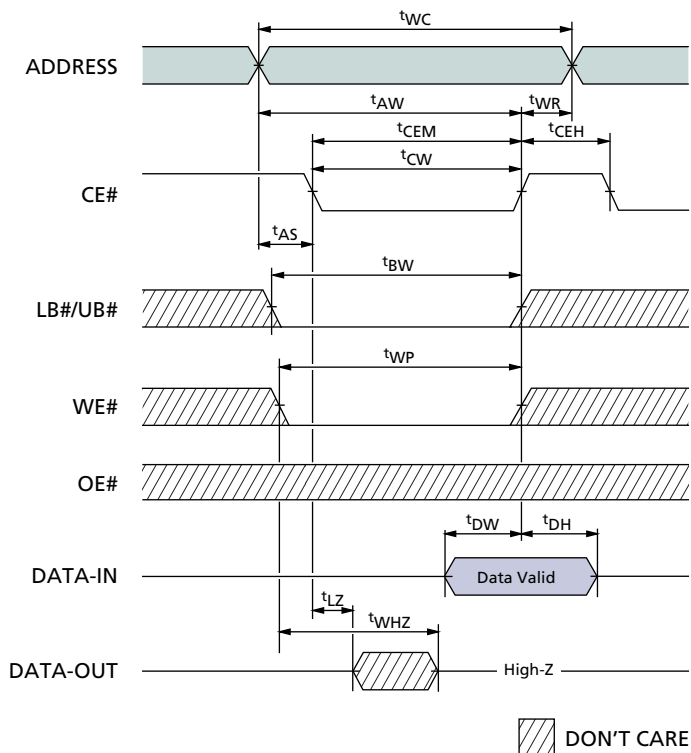 tWC
ADDRESS
tAW
tWR
tCEM
tCEH
tCW
CE#
tAS
tBW
LB#/UB#
tWP
WE#
OE#
tDW
tDH
DATA-IN
Data Valid
tLZ
tWHZ
DATA-OUT
High-Z
DON'T CARE